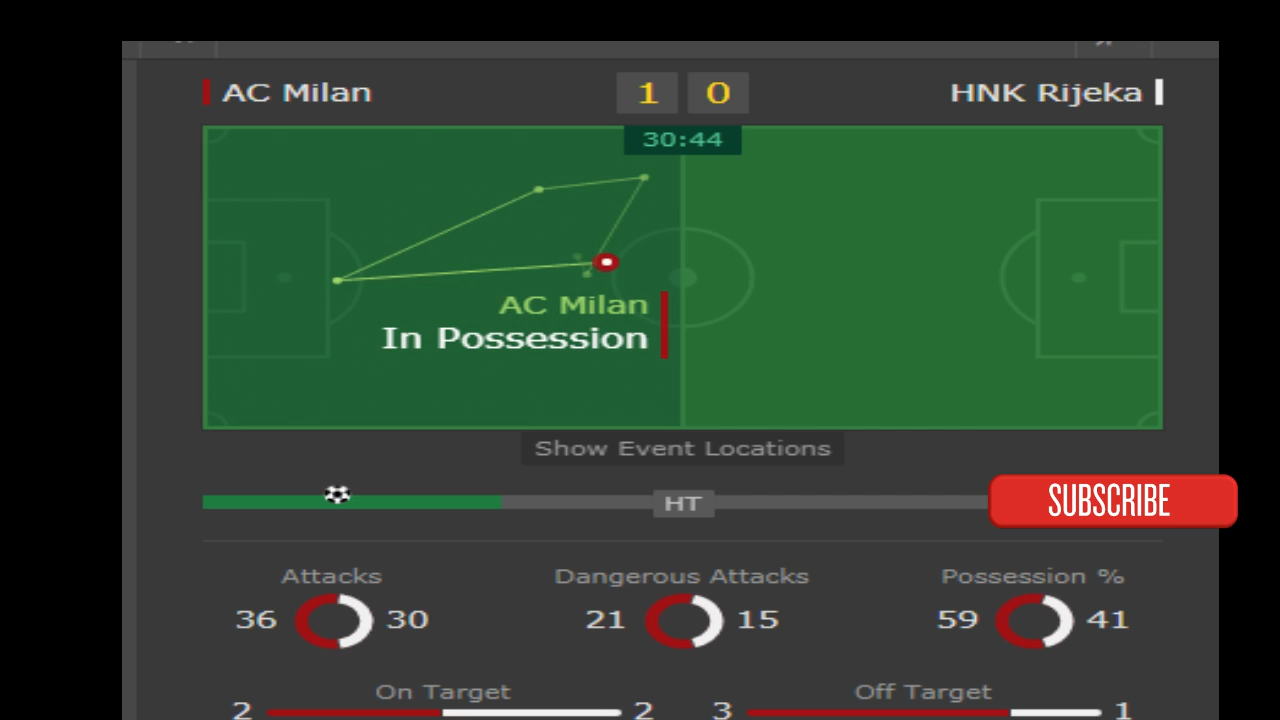 AC Milan 1 0 HNK Rijeka
30:44
AC Milan
In Possession
Show Event Locations
HT
SUBSCRIBE
Attacks Dangerous Attacks Possession %
36 30 21 15 59 41
On Target Off Target
2 2 3 1